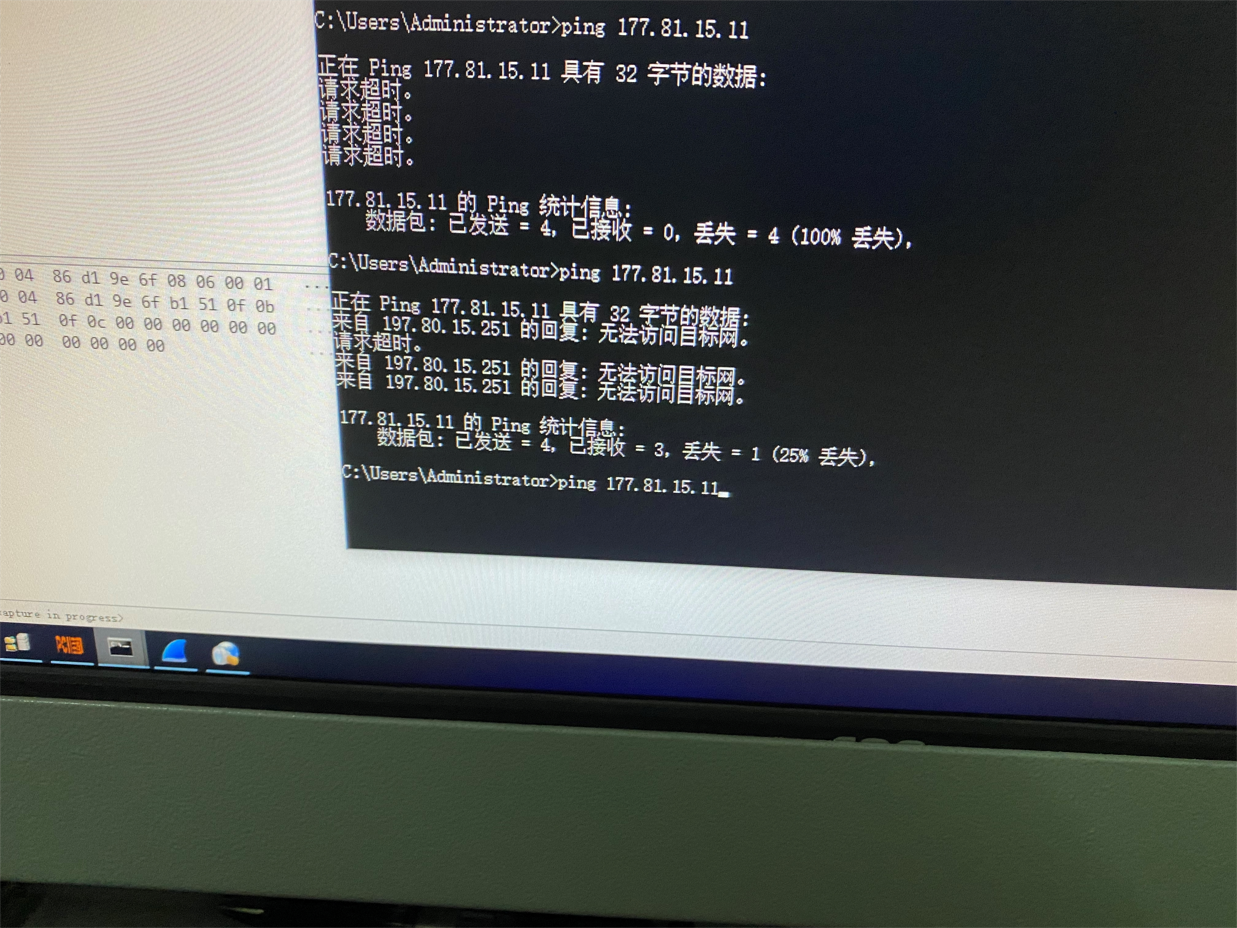 C:\Users\Administrator>ping 177.81.15.11
正在 Ping 177.81.15.11 具有 32 字节的数据:
请求超时。
请求超时。
请求超时。
请求超时。
177.81.15.11 的 Ping 统计信息:
数据包: 已发送 = 4, 已接收 = 0, 丢失 = 4 (100% 丢失),
C:\Users\Administrator>ping 177.81.15.11
正在 Ping 177.81.15.11 具有 32 字节的数据:
来自 197.80.15.251 的回复: 无法访问目标网。
请求超时。
来自 197.80.15.251 的回复: 无法访问目标网。
来自 197.80.15.251 的回复: 无法访问目标网。
177.81.15.11 的 Ping 统计信息:
数据包: 已发送 = 4, 已接收 = 3, 丢失 = 1 (25% 丢失),
C:\Users\Administrator>ping 177.81.15.11
04 86 d1 9e 6f 08 06 00 01 ...
04 86 d1 9e 6f b1 51 0f 0b
51 0f 0c 00 00 00 00 00 00
00 00 00 00 00 00
capture in progress>